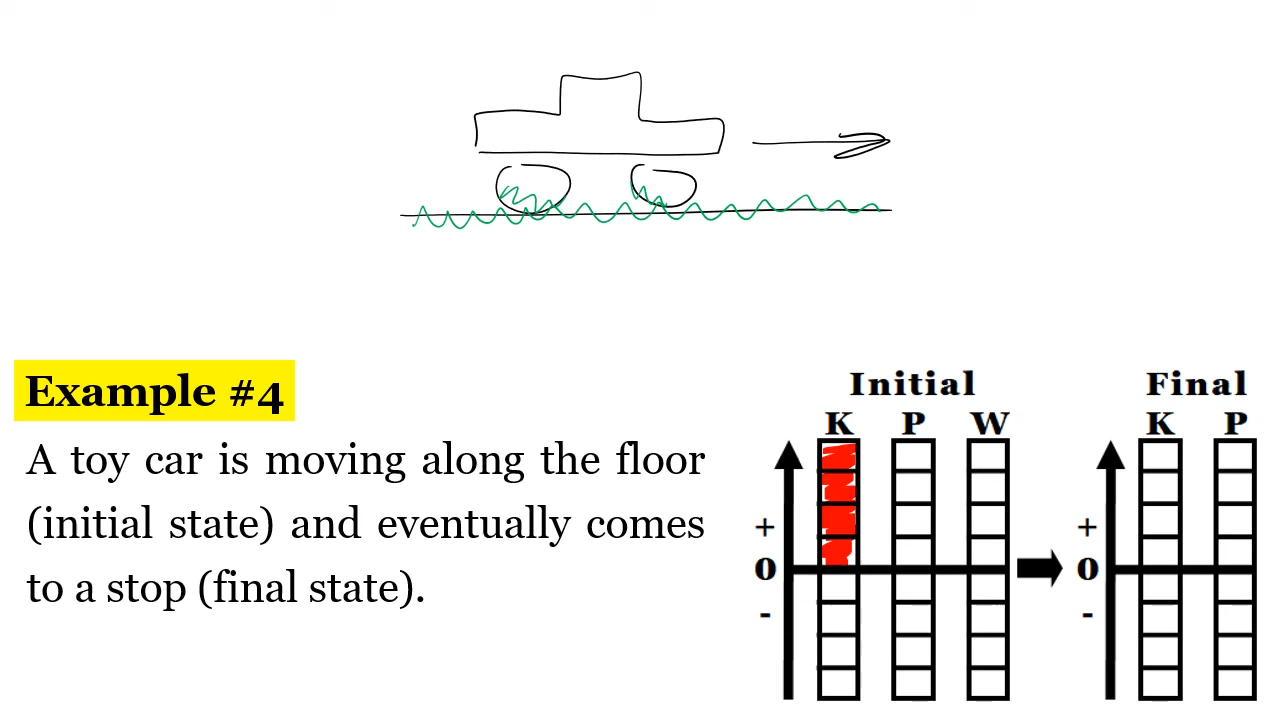 Example #4
A toy car is moving along the floor
(initial state) and eventually comes
to a stop (final state).
Initial
K P W
+
0
-
Final
K P
+
0
-